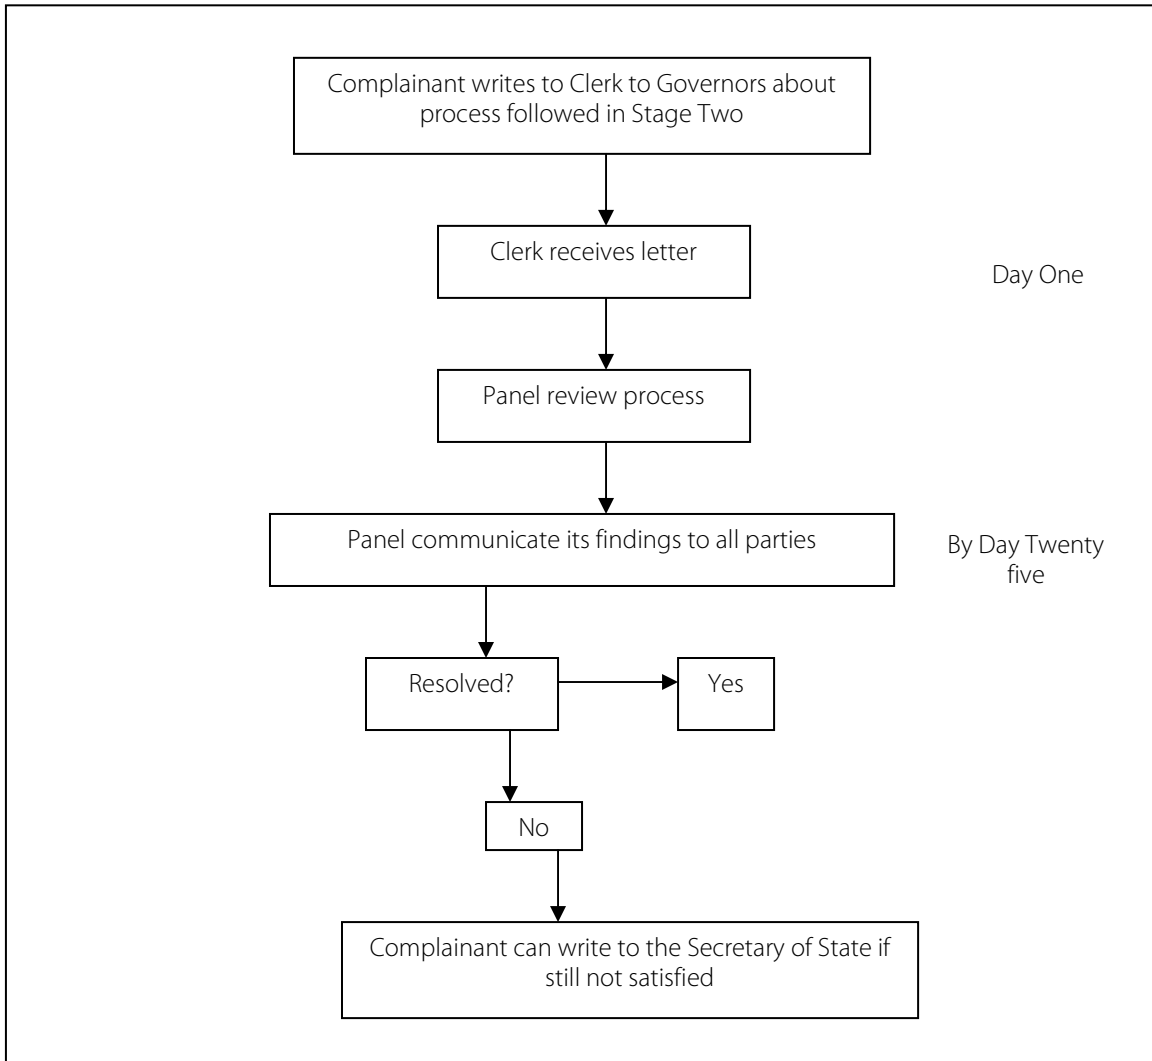 Complainant writes to Clerk to Governors about
process followed in Stage Two
Clerk receives letter
Day One
Panel review process
Panel communicate its findings to all parties
By Day Twenty
five
Resolved?
Yes
No
Complainant can write to the Secretary of State if
still not satisfied